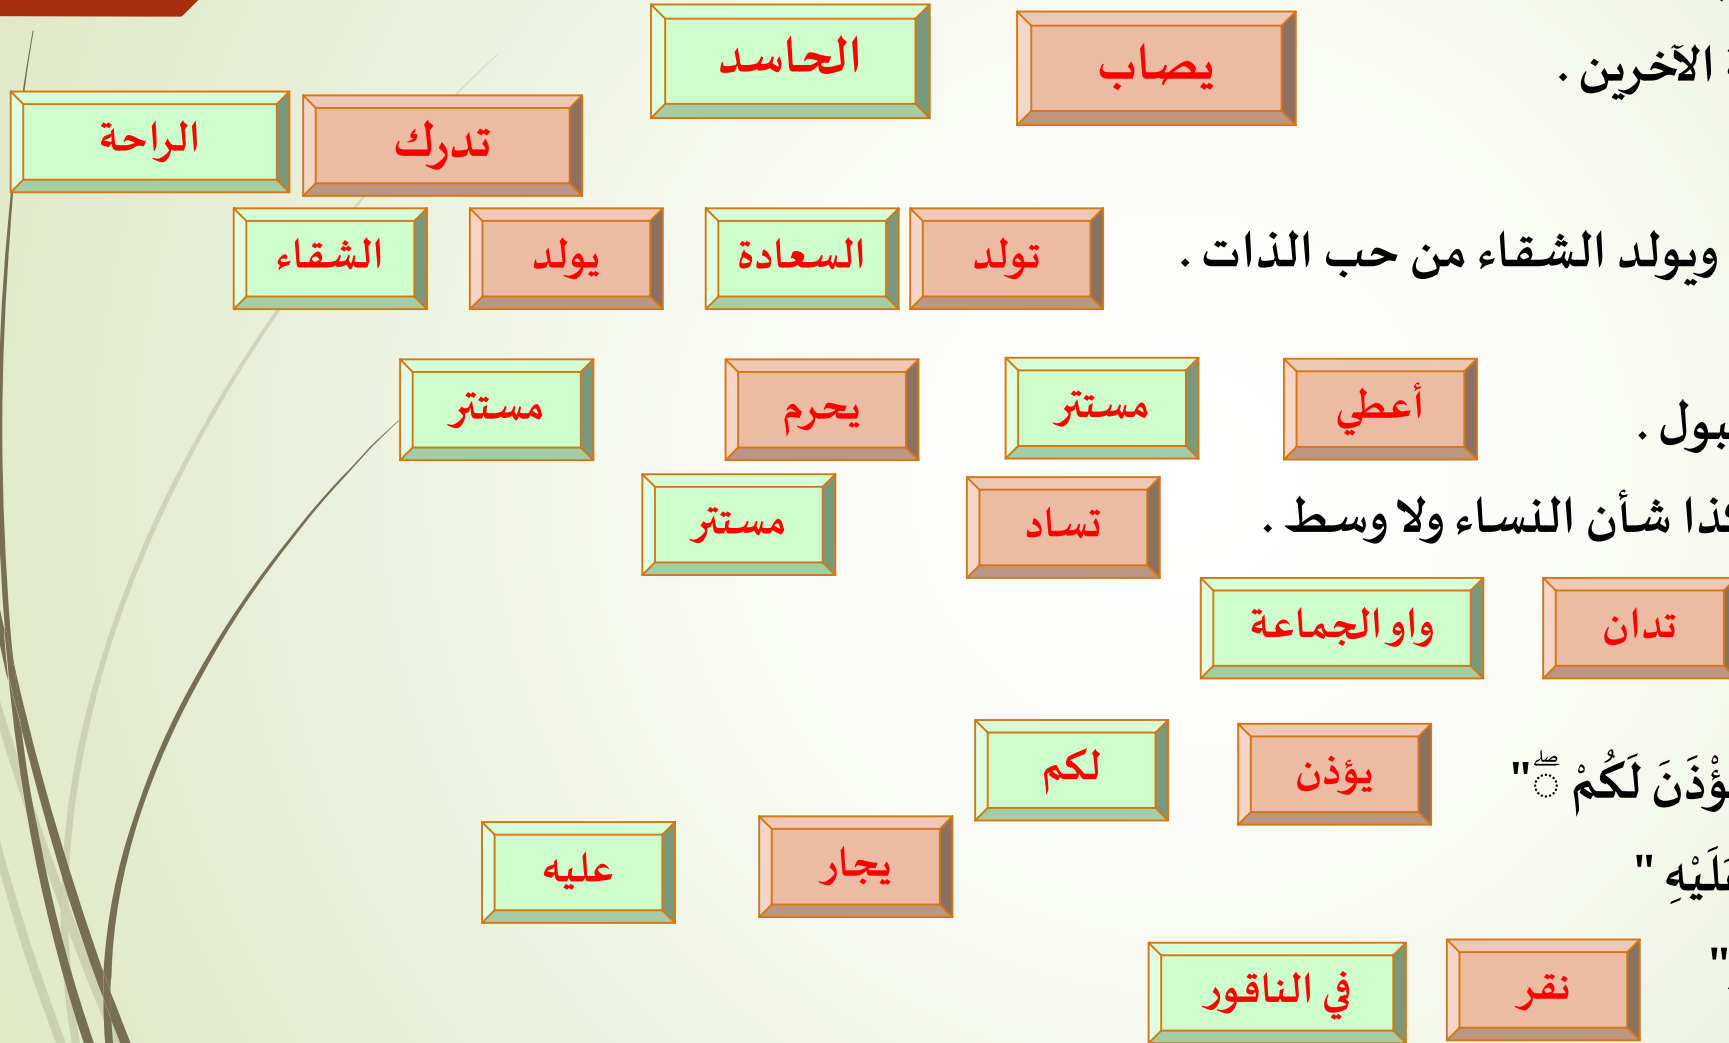 الآخرين . يصاب الحاسد
تدرك الراحة
ويولد الشقاء من حب الذات . تولد السعادة يولد الشقاء
أعطي مستتر يحرم مستتر
شأن النساء ولا وسط . تساد مستتر
تدان واو الجماعة
لَكُمْ ۖ" يؤذن لكم
" يجار عليه
" نقر في الناقور